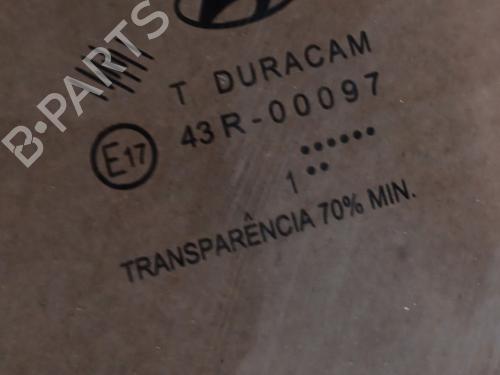 B-PARTS
T DURACAM
E17
43R-00097
1
TRANSPARÊNCIA 70% MIN.